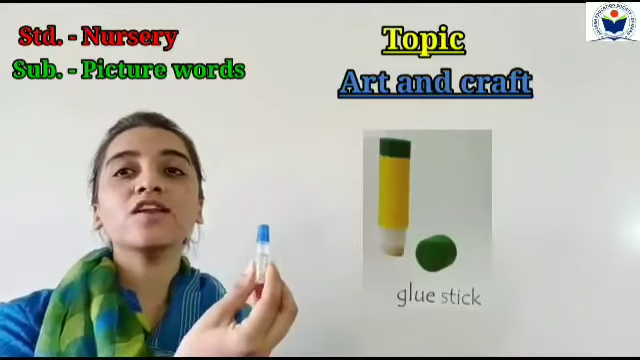 Std. - Nursery
Sub. - Picture words
Topic
Art and craft
glue stick